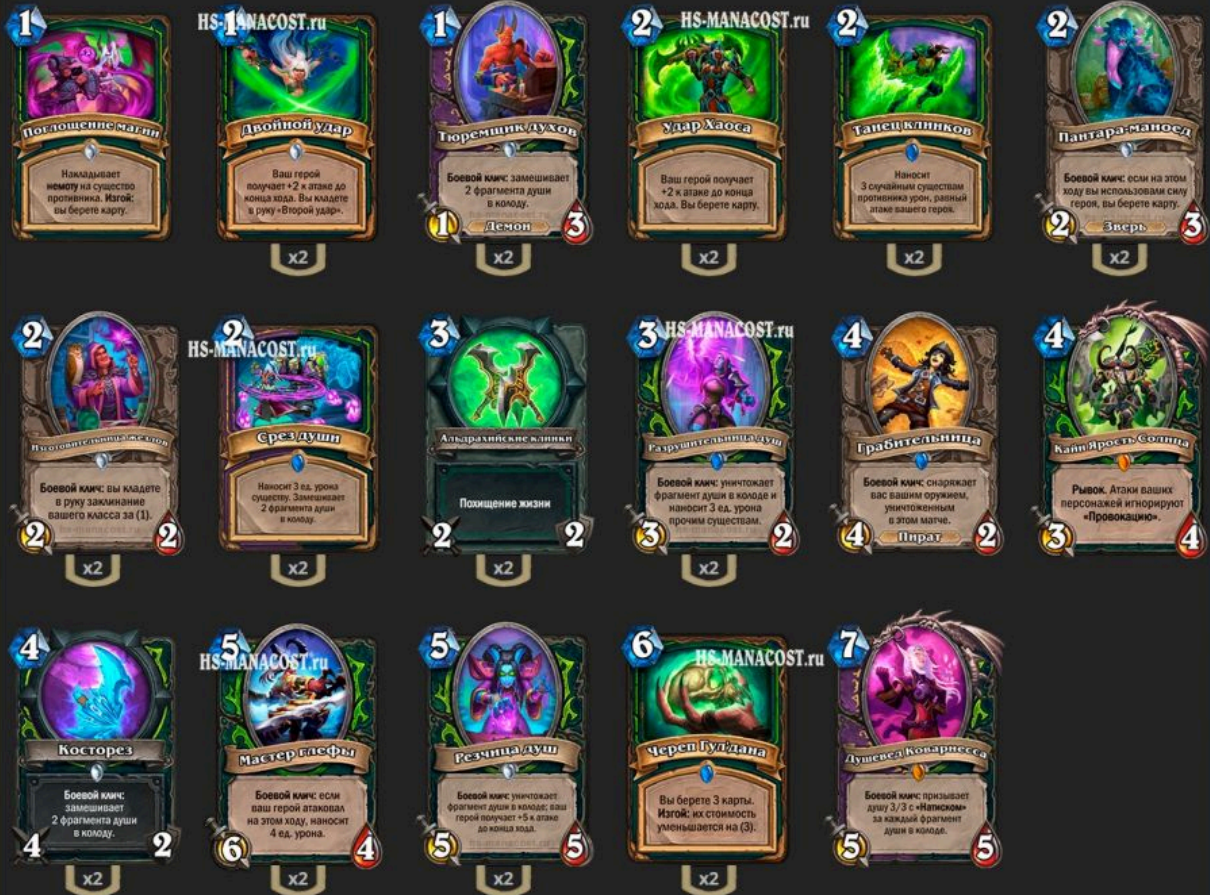 1
Поглощение магии
Накладывает
немоту на существо
противника. Изгой:
вы берете карту.
HS-MANACOST.ru
1
Двойной удар
Ваш герой
получает +2 к атаке до
конца хода. Вы кладете
в руку «Второй удар».
x2
1
Тюремщик духов
Боевой клич: замешивает
2 фрагмента души
в колоду.
1
Демон
3
x2
2
HS-MANACOST.ru
Удар Хаоса
Ваш герой получает
+2 к атаке до конца
хода. Вы берете карту.
x2
2
Танец клинков
Наносит
3 случайным существам
противника урон, равный
атаке вашего героя.
x2
2
Пантара-маноед
Боевой клич: если на этом
ходу вы использовали силу
героя, вы берете карту.
2
Зверь
3
x2
2
Изготовительница жезлов
Боевой клич: вы кладете
в руку заклинание
вашего класса за (1).
2
2
x2
2
HS-MANACOST.ru
Срез души
Наносит 3 ед. урона
существу. Замешивает
2 фрагмента души
в колоду.
x2
3
Альдрахийские клинки
Похищение жизни
2
2
x2
3
HS-MANACOST.ru
Разрушительница душ
Боевой клич: уничтожает
фрагмент души в колоде и
наносит 3 ед. урона
прочим существам.
3
2
x2
4
Грабительница
Боевой клич: снаряжает
вас вашим оружием,
уничтоженным
в этом матче.
4
Пират
2
4
Кайн Ярость Солнца
Рывок. Атаки ваших
персонажей игнорируют
«Провокацию».
3
4
4
Косторез
Боевой клич:
замешивает
2 фрагмента души
в колоду.
4
2
x2
5
HS-MANACOST.ru
Мастер глефы
Боевой клич: если
ваш герой атаковал
на этом ходу, наносит
4 ед. урона.
6
4
x2
5
Резчица душ
Боевой клич: уничтожает
фрагмент души в колоде; ваш
герой получает +5 к атаке
до конца хода.
5
5
x2
6
HS-MANACOST.ru
Череп Гул'дана
Вы берете 3 карты.
Изгой: их стоимость
уменьшается на (3).
x2
7
Душевед Коварнесса
Боевой клич: призывает
душу 3/3 с «Натиском»
за каждый фрагмент
души в колоде.
5
5